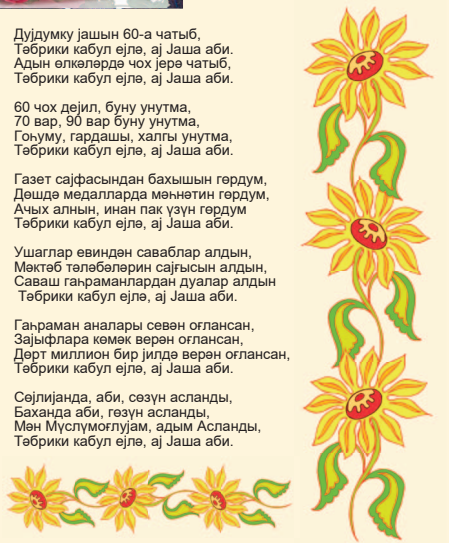 Дујдумку јашын 60-а чатыб,
Тәбрики кабул ејлә, ај Јаша аби.
Адын өлкәләрдә чох јерә чатыб,
Тәбрики кабул ејлә, ај Јаша аби.

60 чох дејил, буну унутма,
70 вар, 90 вар буну унутма,
Гоһуму, гардашы, халгы унутма,
Тәбрики кабул ејлә, ај Јаша аби.

Газет сајфасындан бахышын гөрдум,
Дөшдә медалларда мәһнәтин гөрдум,
Ачых алнын, инан пак үзүн гөрдум
Тәбрики кабул ејлә, ај Јаша аби.

Ушаглар евиндән саваблар алдын,
Мәктәб тәләбәләрин сајғысын алдын,
Саваш гаһраманлардан дуалар алдын
Тәбрики кабул ејлә, ај Јаша аби.

Гаһраман аналары севән оғлансан,
Зајыфлара көмәк верән оғлансан,
Дөрт миллион бир јилдә верән оғлансан,
Тәбрики кабул ејлә, ај Јаша аби.

Сөјлијанда, аби, сөзүн асланды,
Баханда аби, гөзүн асланды,
Мән Мүслүмоғлујам, адым Асланды,
Тәбрики кабул ејлә, ај Јаша аби.